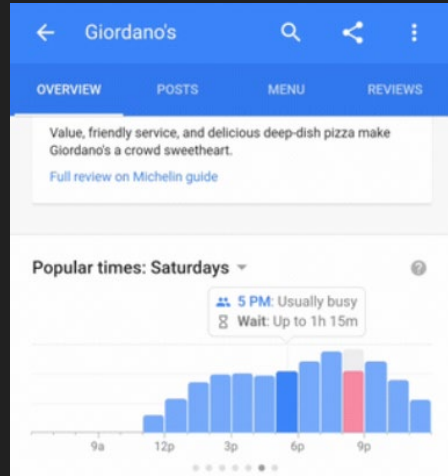 Giordano's
OVERVIEW POSTS MENU REVIEWS
Value, friendly service, and delicious deep-dish pizza make
Giordano's a crowd sweetheart.
Full review on Michelin guide
Popular times: Saturdays
?
5 PM: Usually busy
Wait: Up to 1h 15m
9a 12p 3p 6p 9p